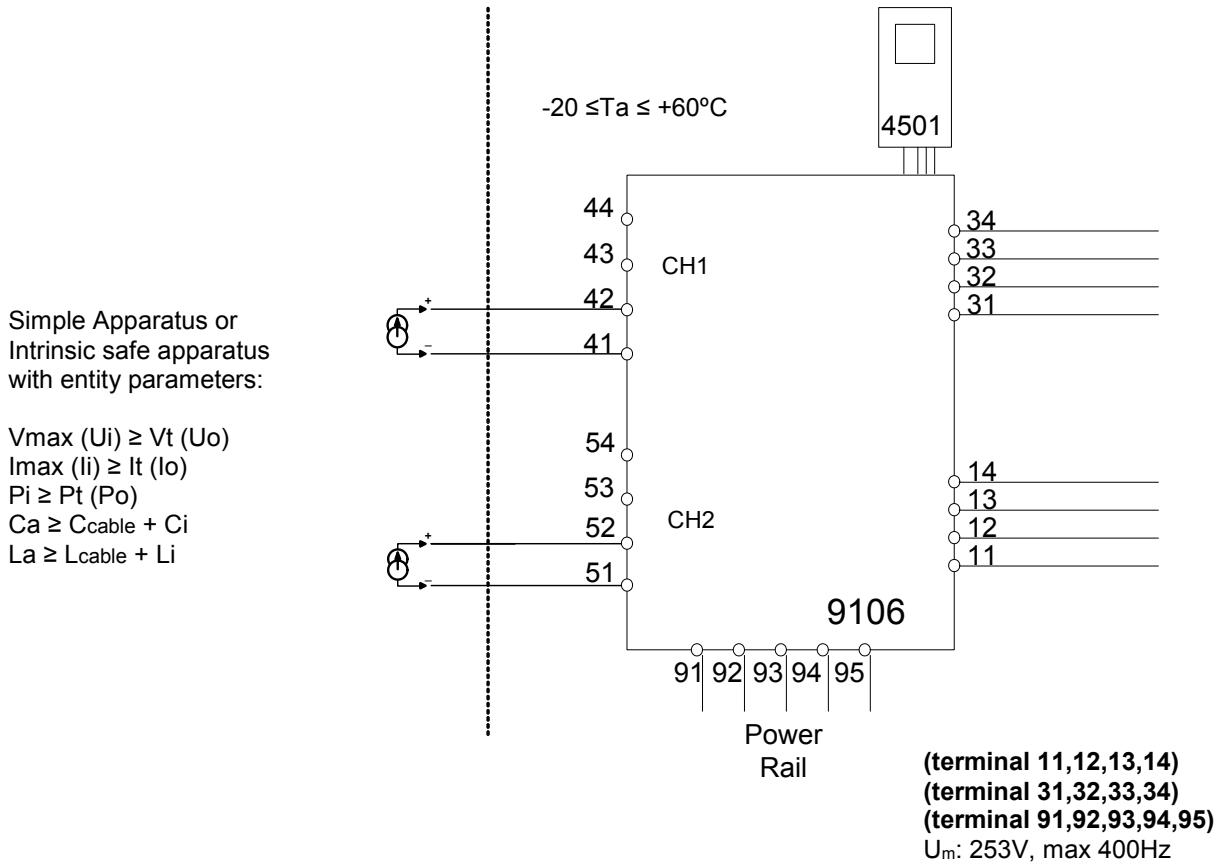 -20 ≤Ta ≤ +60ºC
4501
44
43
42
41
CH1
34
33
32
31
+
–
Simple Apparatus or
Intrinsic safe apparatus
with entity parameters:
Vmax (Ui) ≥ Vt (Uo)
Imax (Ii) ≥ It (Io)
Pi ≥ Pt (Po)
Ca ≥ Ccable + Ci
La ≥ Lcable + Li
54
53
52
51
CH2
+
–
14
13
12
11
9106
91 92 93 94 95
Power
Rail
(terminal 11,12,13,14)
(terminal 31,32,33,34)
(terminal 91,92,93,94,95)
Um: 253V, max 400Hz